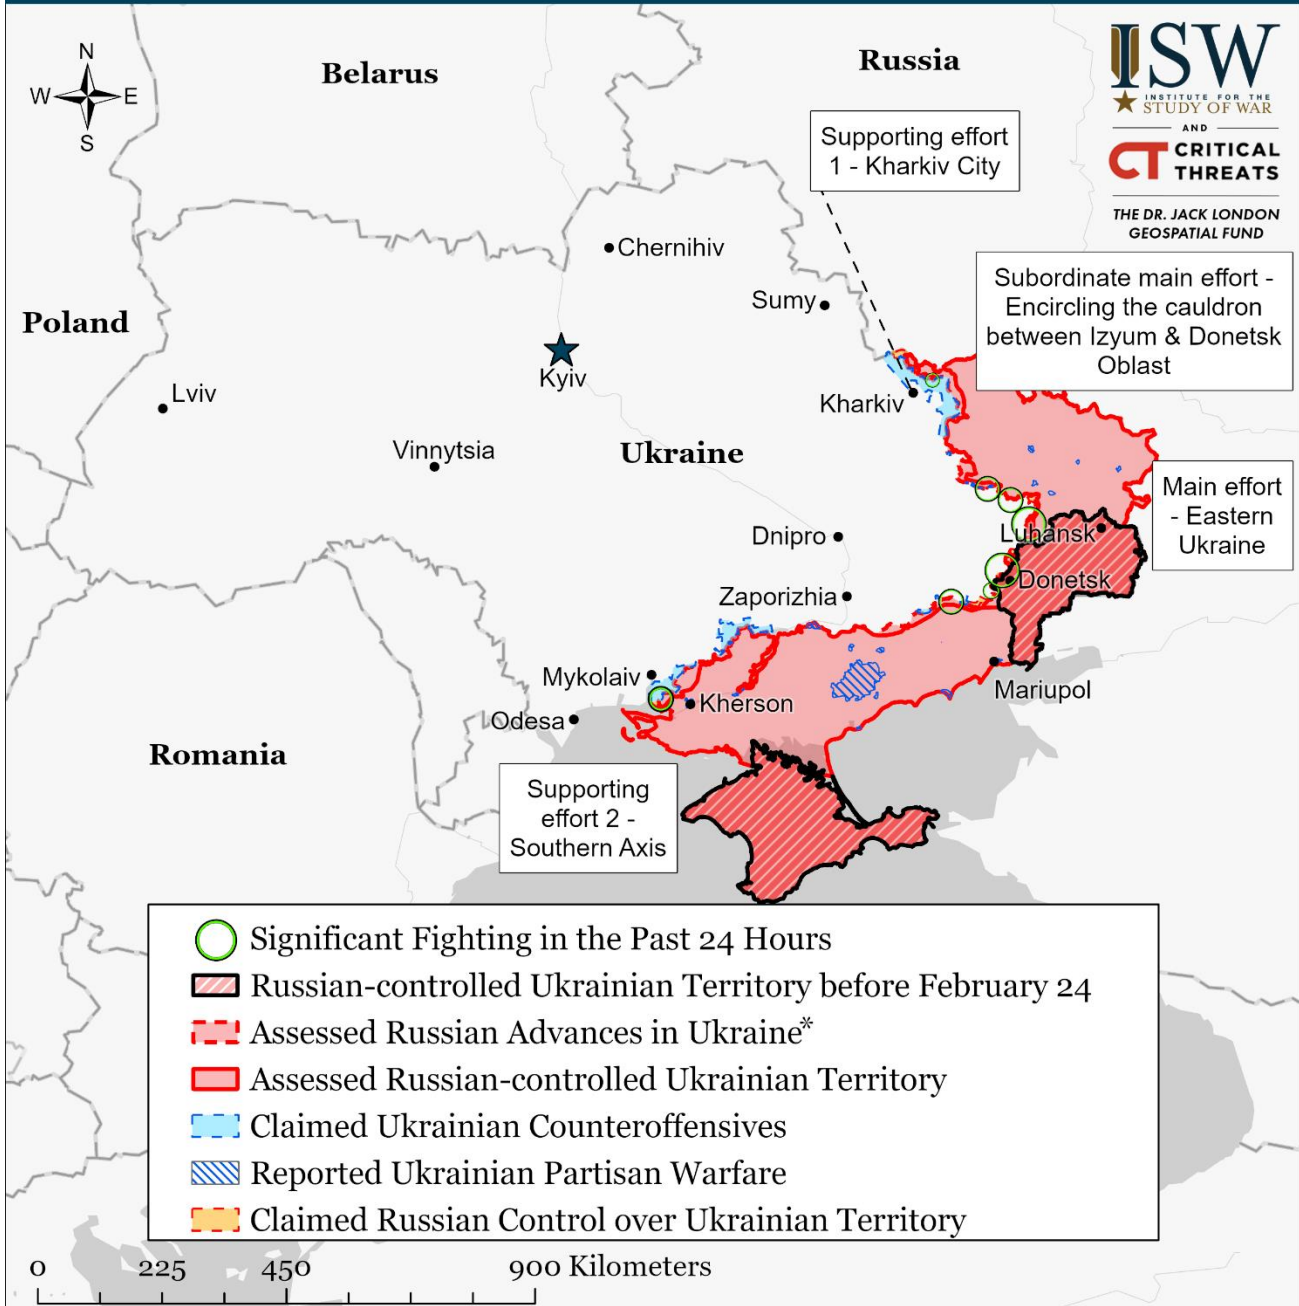 N
W
E
S
Belarus
Russia
ISW
INSTITUTE FOR THE
STUDY OF WAR
AND
CT CRITICAL
THREATS
THE DR. JACK LONDON
GEOSPATIAL FUND
Supporting effort
1 - Kharkiv City
Chernihiv
Sumy
Subordinate main effort -
Encircling the cauldron
between Izyum & Donetsk
Oblast
Poland
Kyiv
Lviv
Kharkiv
Vinnytsia
Ukraine
Main effort
- Eastern
Ukraine
Dnipro
Luhansk
Donetsk
Zaporizhia
Mykolaiv
Mariupol
Kherson
Odesa
Romania
Supporting
effort 2 -
Southern Axis
Significant Fighting in the Past 24 Hours
Russian-controlled Ukrainian Territory before February 24
Assessed Russian Advances in Ukraine*
Assessed Russian-controlled Ukrainian Territory
Claimed Ukrainian Counteroffensives
Reported Ukrainian Partisan Warfare
Claimed Russian Control over Ukrainian Territory
0 225 450 900 Kilometers